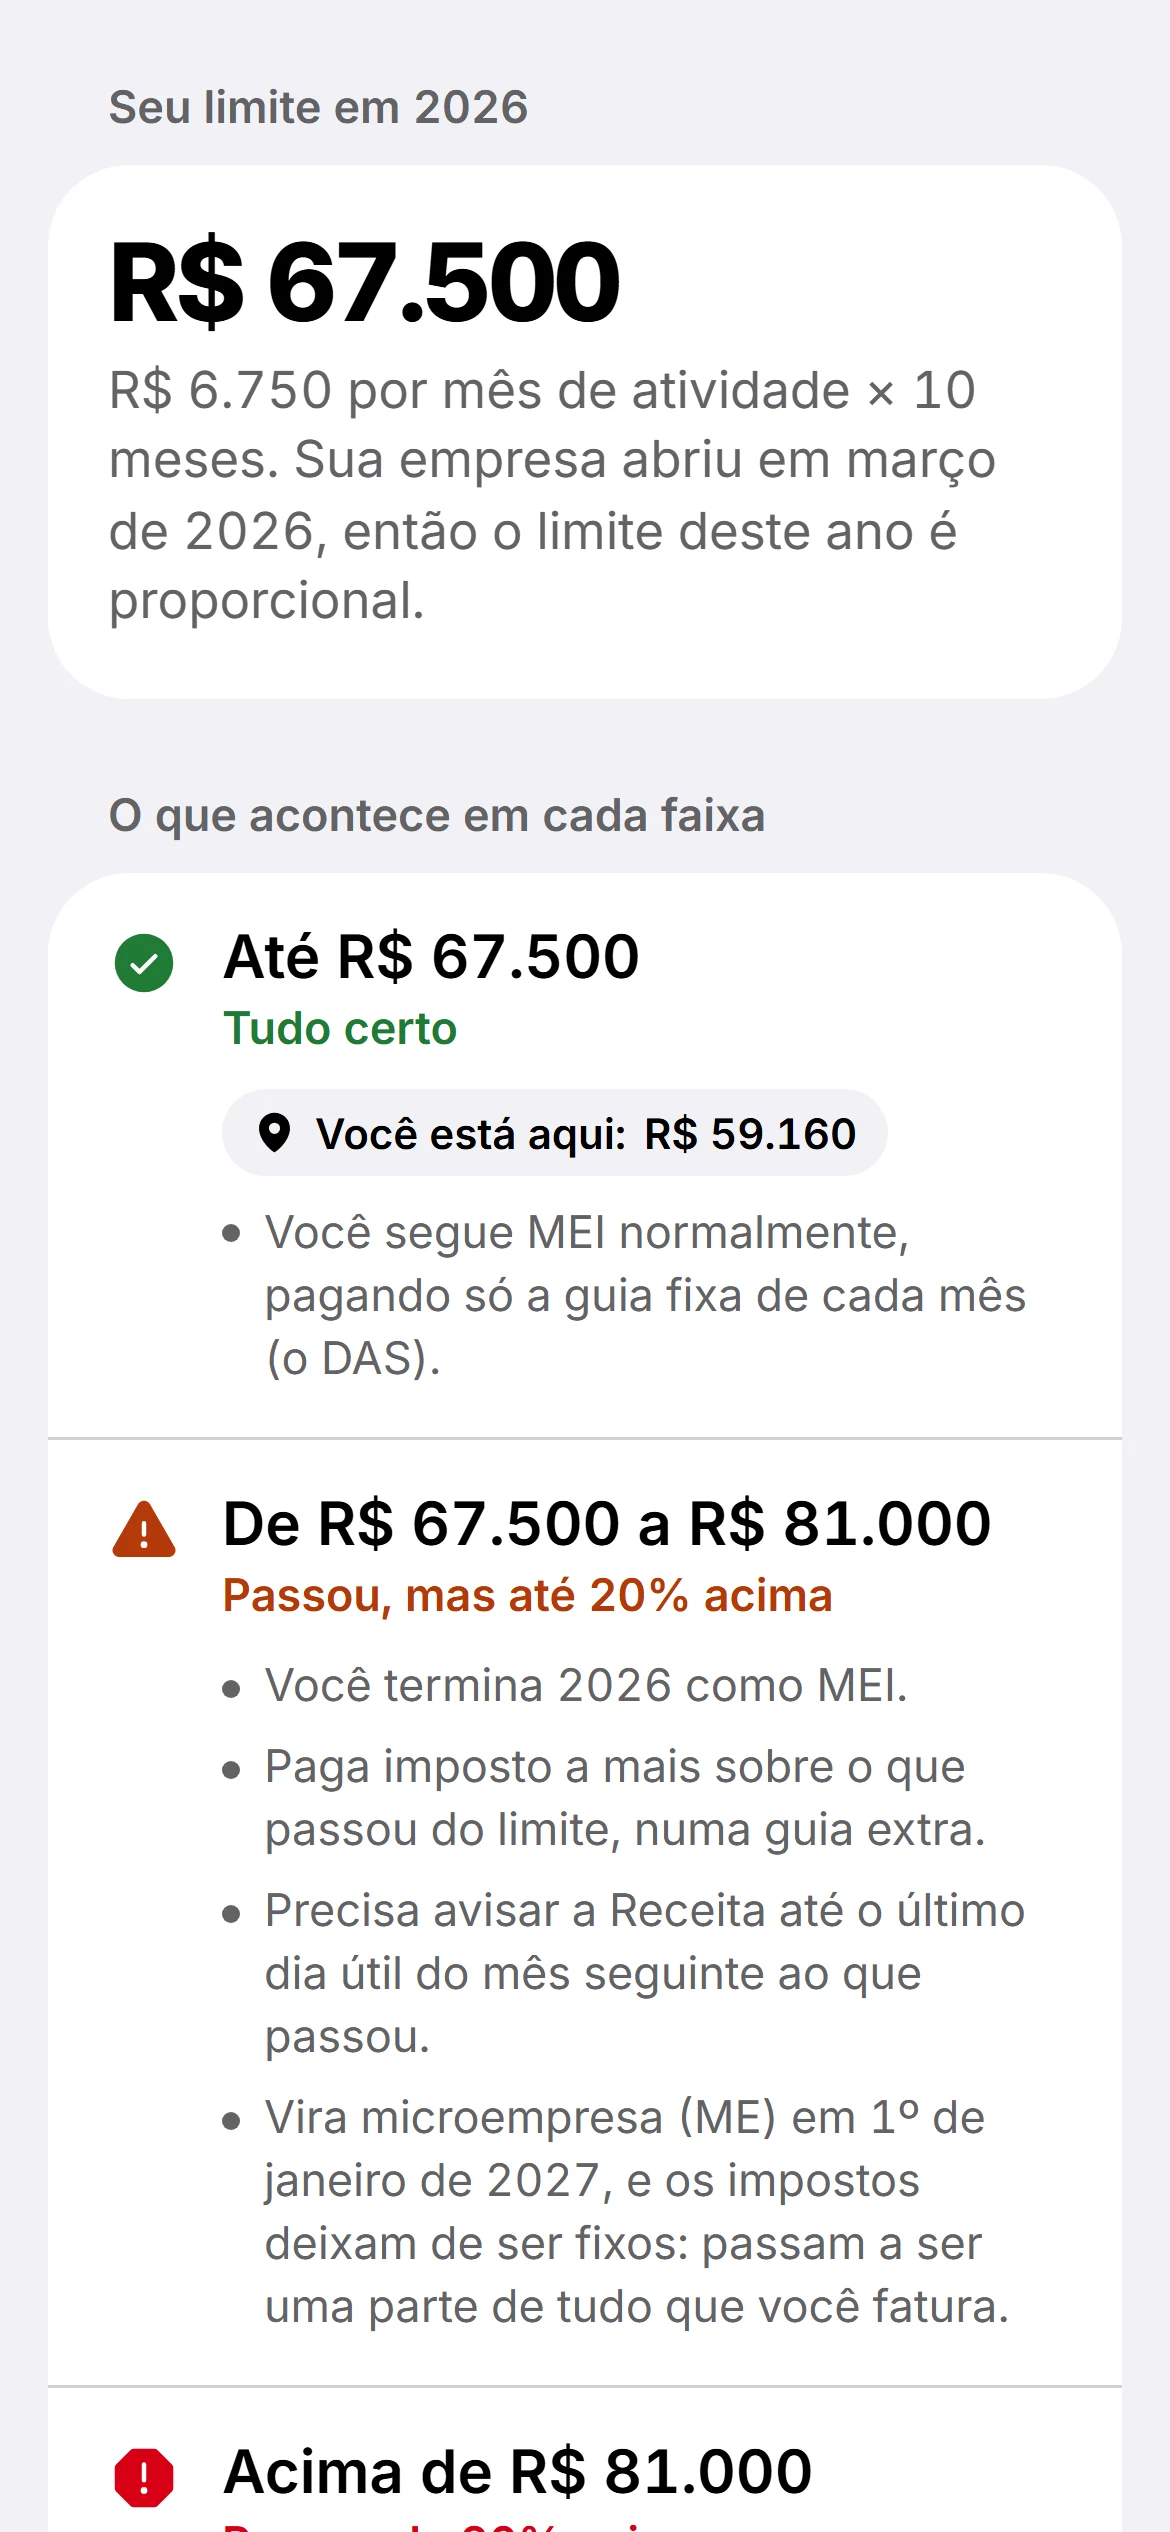 Seu limite em 2026
R$ 67.500
R$ 6.750 por mês de atividade × 10
meses. Sua empresa abriu em março
de 2026, então o limite deste ano é
proporcional.
O que acontece em cada faixa
Até R$ 67.500
Tudo certo
Você está aqui: R$ 59.160
• Você segue MEI normalmente,
pagando só a guia fixa de cada mês
(o DAS).
De R$ 67.500 a R$ 81.000
Passou, mas até 20% acima
• Você termina 2026 como MEI.
• Paga imposto a mais sobre o que
passou do limite, numa guia extra.
• Precisa avisar a Receita até o último
dia útil do mês seguinte ao que
passou.
• Vira microempresa (ME) em 1º de
janeiro de 2027, e os impostos
deixam de ser fixos: passam a ser
uma parte de tudo que você fatura.
Acima de R$ 81.000